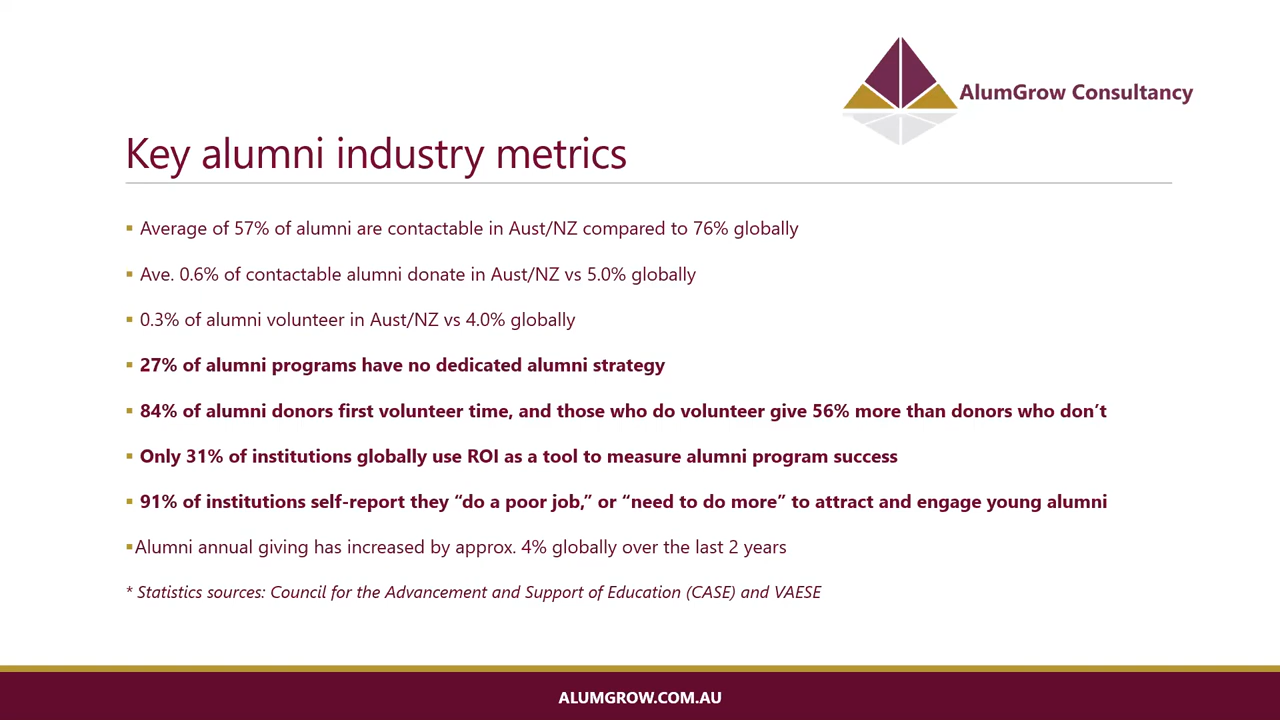 AlumGrow Consultancy
Key alumni industry metrics
▪ Average of 57% of alumni are contactable in Aust/NZ compared to 76% globally
▪ Ave. 0.6% of contactable alumni donate in Aust/NZ vs 5.0% globally
▪ 0.3% of alumni volunteer in Aust/NZ vs 4.0% globally
▪ 27% of alumni programs have no dedicated alumni strategy
▪ 84% of alumni donors first volunteer time, and those who do volunteer give 56% more than donors who don’t
▪ Only 31% of institutions globally use ROI as a tool to measure alumni program success
▪ 91% of institutions self-report they “do a poor job,” or “need to do more” to attract and engage young alumni
▪Alumni annual giving has increased by approx. 4% globally over the last 2 years
* Statistics sources: Council for the Advancement and Support of Education (CASE) and VAESE
ALUMGROW.COM.AU